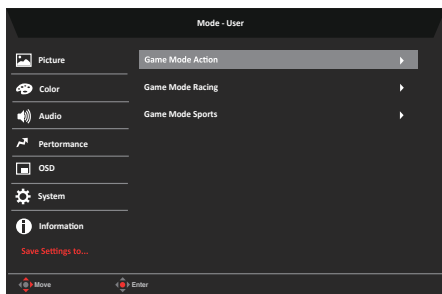 Mode - User
Picture
Color
Audio
Pertormance
OSD
System
Information
Save Settings to...
Game Mode Action
Game Mode Racing
Game Mode Sports
Move
Enter